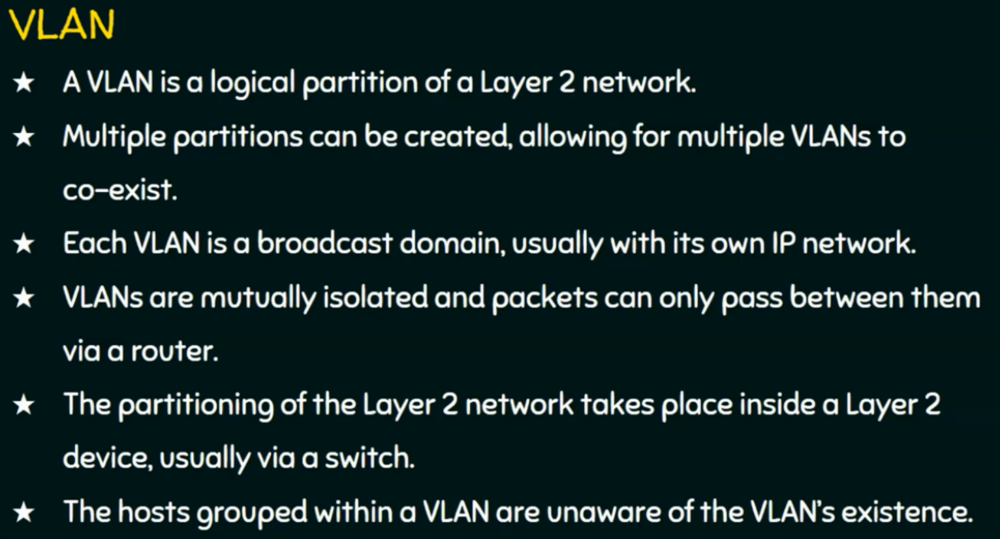 VLAN
★ A VLAN is a logical partition of a Layer 2 network.
★ Multiple partitions can be created, allowing for multiple VLANs to
co-exist.
★ Each VLAN is a broadcast domain, usually with its own IP network.
★ VLANs are mutually isolated and packets can only pass between them
via a router.
★ The partitioning of the Layer 2 network takes place inside a Layer 2
device, usually via a switch.
★ The hosts grouped within a VLAN are unaware of the VLAN's existence.